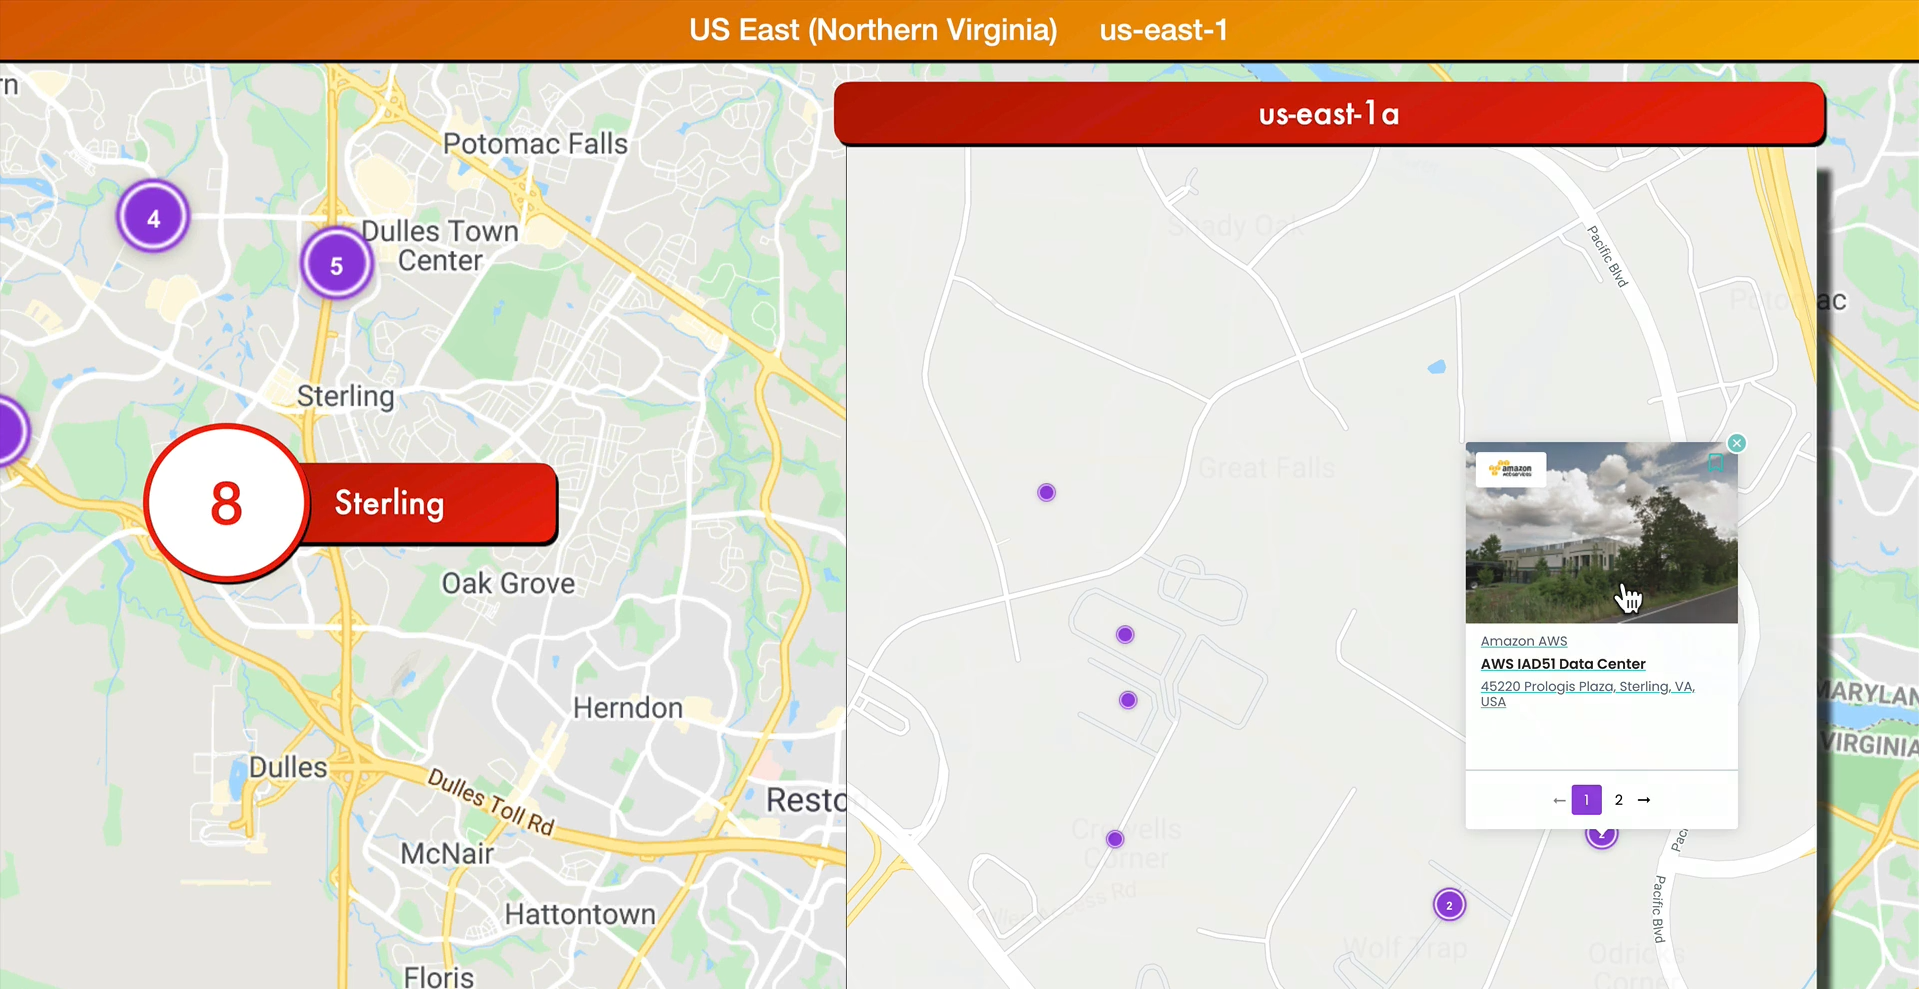 US East (Northern Virginia) us-east-1
us-east-1a
rn
Potomac Falls
4
5
Dulles Town
Center
Sterling
8
Sterling
Oak Grove
Herndon
Dulles
Dulles Toll Rd
Resto
McNair
Hattontown
Floris
Shady Oak
Pacific Blvd
Potomac
Great Falls
amazon
web services
Amazon AWS
AWS IAD51 Data Center
45220 Prologis Plaza, Sterling, VA,
USA
← 1 2 →
2
Crowells
Corner
Paci
2
Pacific Blvd
MARYLAN
VIRGINIA
Wolf Trap
Odricks
Corner